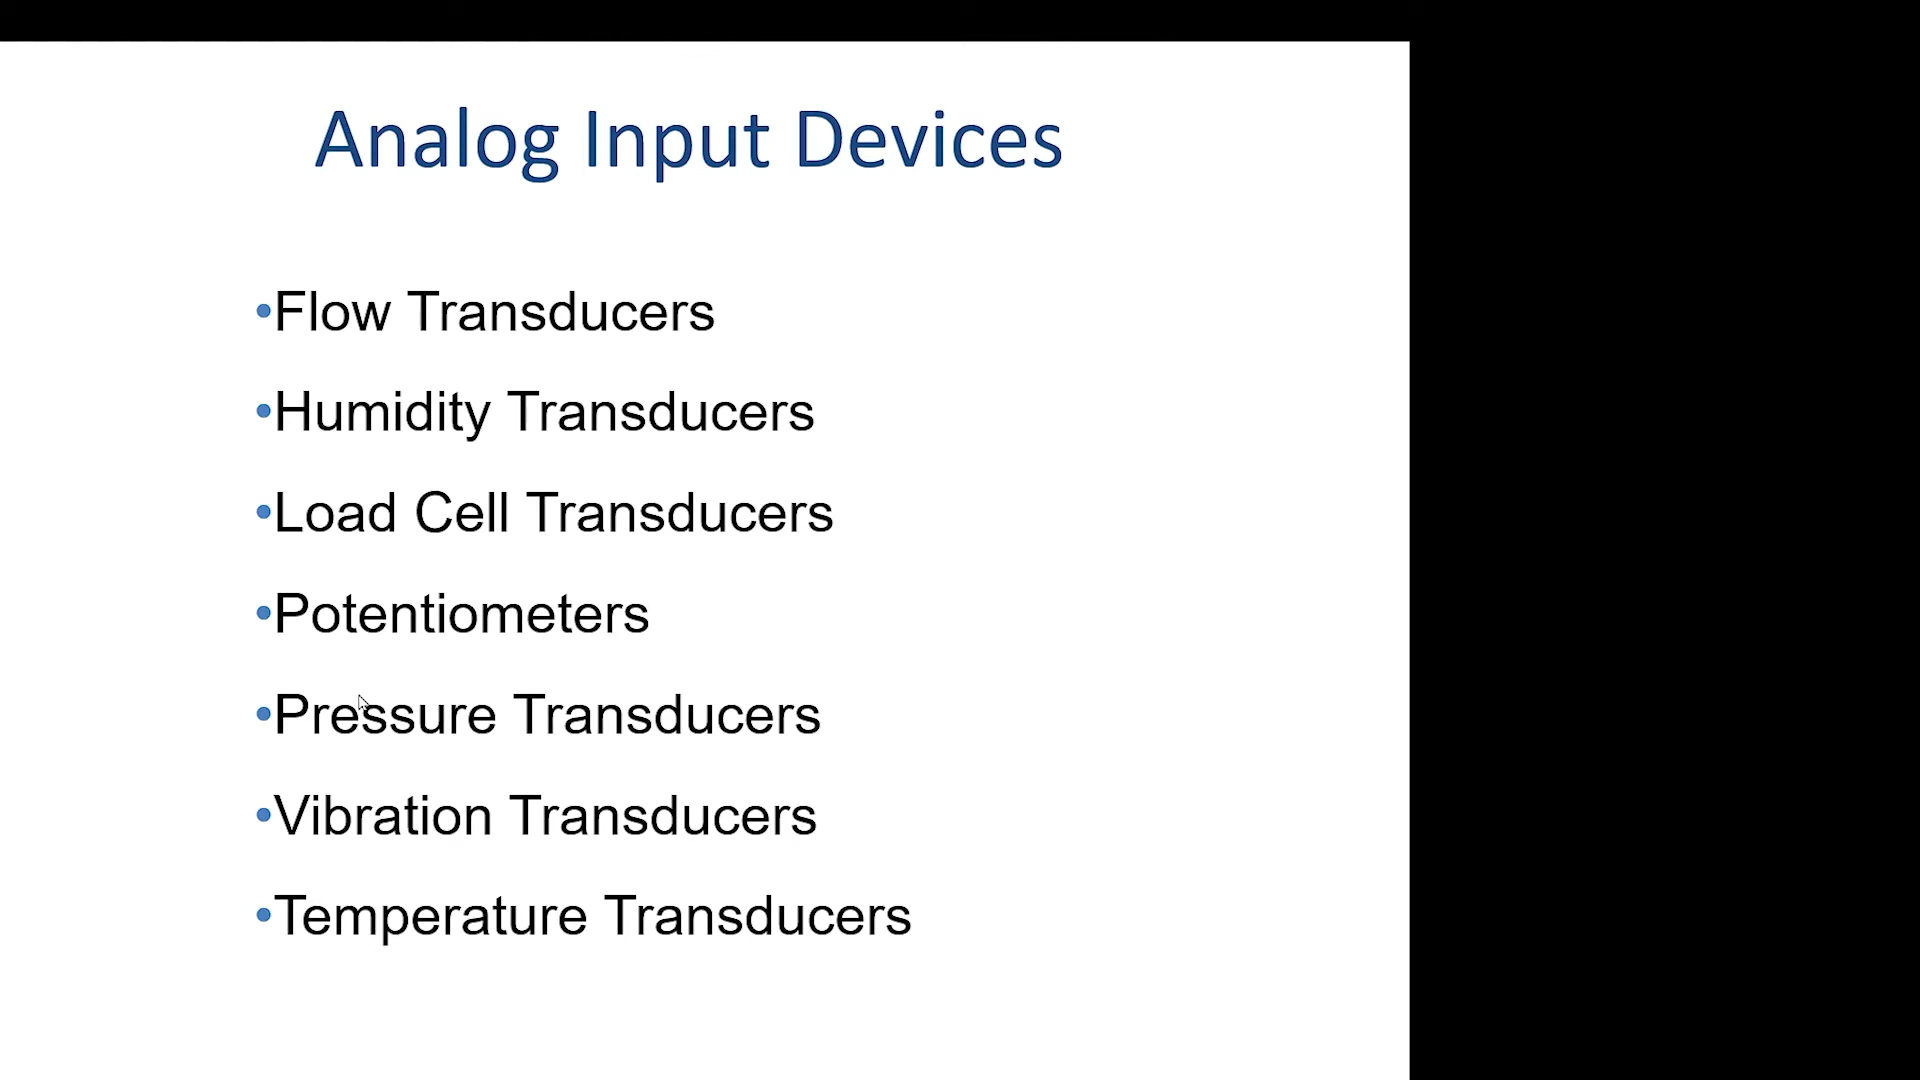 Analog Input Devices
•Flow Transducers
•Humidity Transducers
•Load Cell Transducers
•Potentiometers
•Pressure Transducers
•Vibration Transducers
•Temperature Transducers